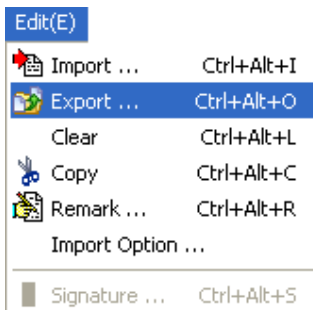 Edit(E)
Import ... Ctrl+Alt+I
Export ... Ctrl+Alt+O
Clear Ctrl+Alt+L
Copy Ctrl+Alt+C
Remark ... Ctrl+Alt+R
Import Option ...
Signature ... Ctrl+Alt+S